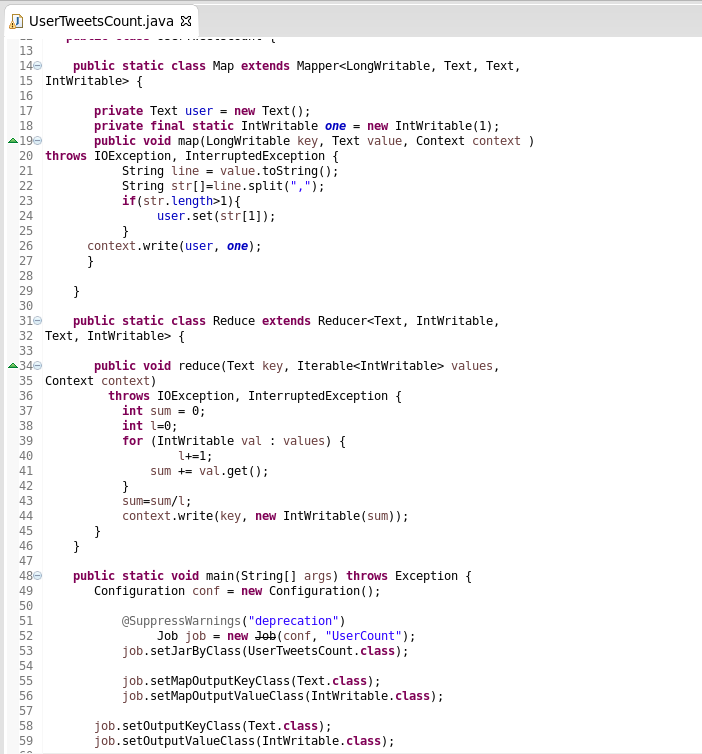 UserTweetsCount.java
13
14 public static class Map extends Mapper<LongWritable, Text, Text,
15 IntWritable> {
16
17 private Text user = new Text();
18 private final static IntWritable one = new IntWritable(1);
19 public void map(LongWritable key, Text value, Context context )
20 throws IOException, InterruptedException {
21 String line = value.toString();
22 String str[]=line.split(",");
23 if(str.length>1){
24 user.set(str[1]);
25 }
26 context.write(user, one);
27 }
28
29 }
30
31 public static class Reduce extends Reducer<Text, IntWritable,
32 Text, IntWritable> {
33
34 public void reduce(Text key, Iterable<IntWritable> values,
35 Context context)
36 throws IOException, InterruptedException {
37 int sum = 0;
38 int l=0;
39 for (IntWritable val : values) {
40 l+=1;
41 sum += val.get();
42 }
43 sum=sum/l;
44 context.write(key, new IntWritable(sum));
45 }
46 }
47
48 public static void main(String[] args) throws Exception {
49 Configuration conf = new Configuration();
50
51 @SuppressWarnings("deprecation")
52 Job job = new Job(conf, "UserCount");
53 job.setJarByClass(UserTweetsCount.class);
54
55 job.setMapOutputKeyClass(Text.class);
56 job.setMapOutputValueClass(IntWritable.class);
57
58 job.setOutputKeyClass(Text.class);
59 job.setOutputValueClass(IntWritable.class);